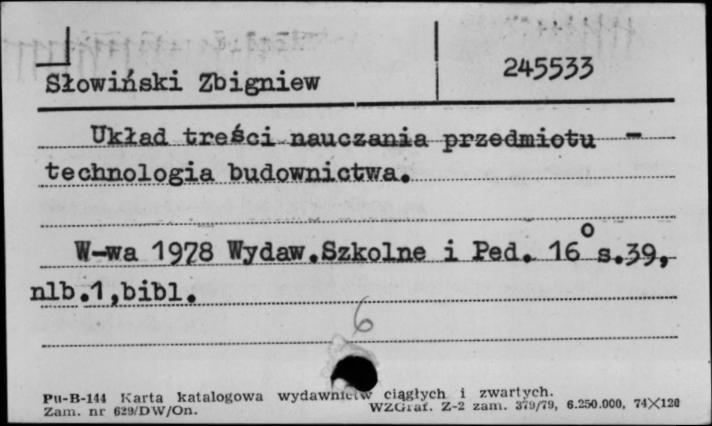 Słowiński Zbigniew
245533
Układ treści nauczania przedmiotu -
technologia budownictwa.
W-wa 1978 Wydaw.Szkolne i Ped. 16° s.39,
nlb.1,bibl.
6
Pu-B-144 Karta katalogowa wydawnictw ciągłych i zwartych.
Zam. nr 629/DW/On. WZGraf. Z-2 zam. 379/79, 6.250.000, 74X120